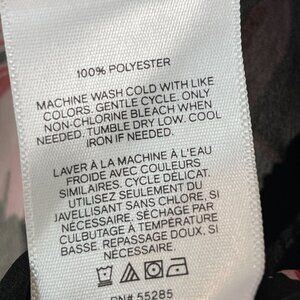 100% POLYESTER
MACHINE WASH COLD WITH LIKE
COLORS. GENTLE CYCLE. ONLY
NON-CHLORINE BLEACH WHEN
NEEDED. TUMBLE DRY LOW. COOL
IRON IF NEEDED.
LAVER À LA MACHINE À L'EAU
FROIDE AVEC COULEURS
SIMILAIRES. CYCLE DÉLICAT.
UTILISEZ SEULEMENT DU
JAVELLISANT SANS CHLORE, SI
NÉCESSAIRE. SÉCHAGE PAR
CULBUTAGE À TEMPÉRATURE
BASSE. REPASSAGE DOUX, SI
NÉCESSAIRE.
RN# 55285